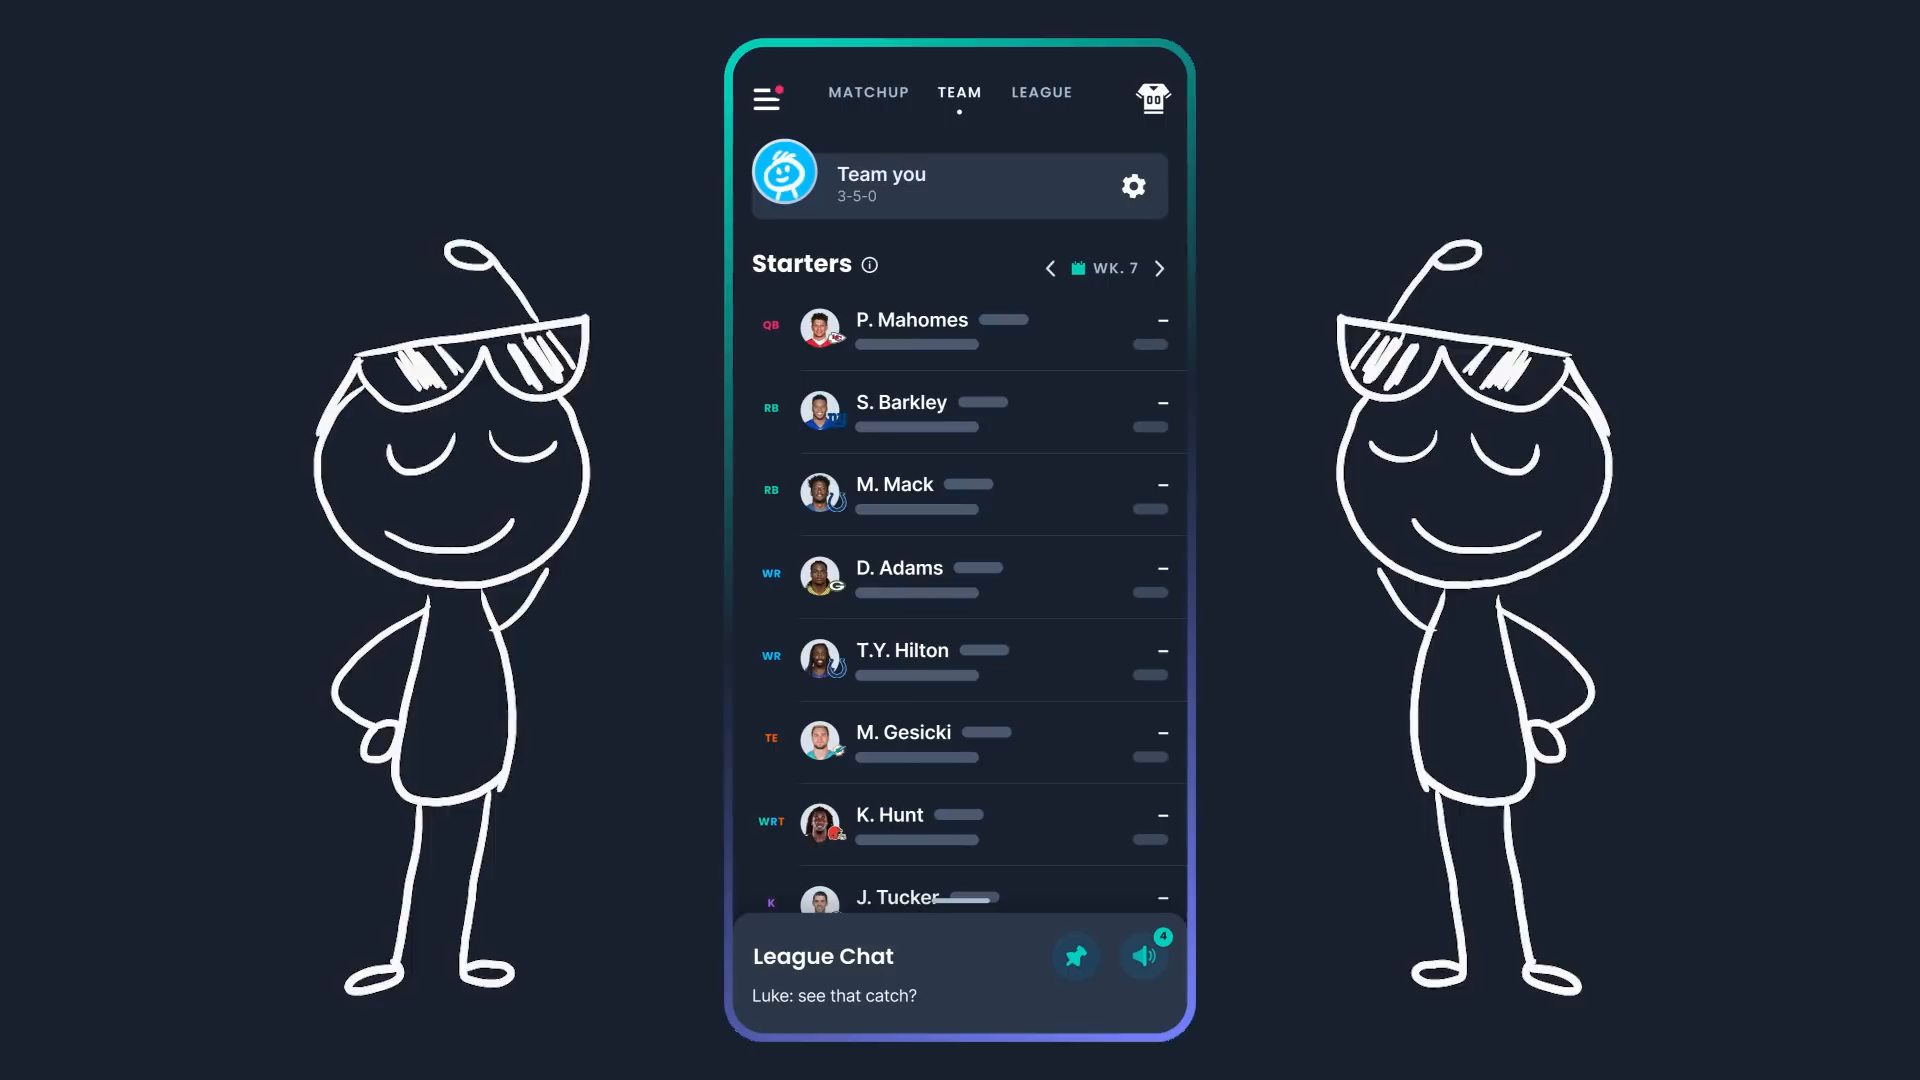 MATCHUP TEAM LEAGUE
00
Team you
3-5-0
Starters
WK. 7
QB P. Mahomes
RB S. Barkley
RB M. Mack
WR D. Adams
WR T.Y. Hilton
TE M. Gesicki
WRT K. Hunt
K J. Tucker
4
League Chat
Luke: see that catch?